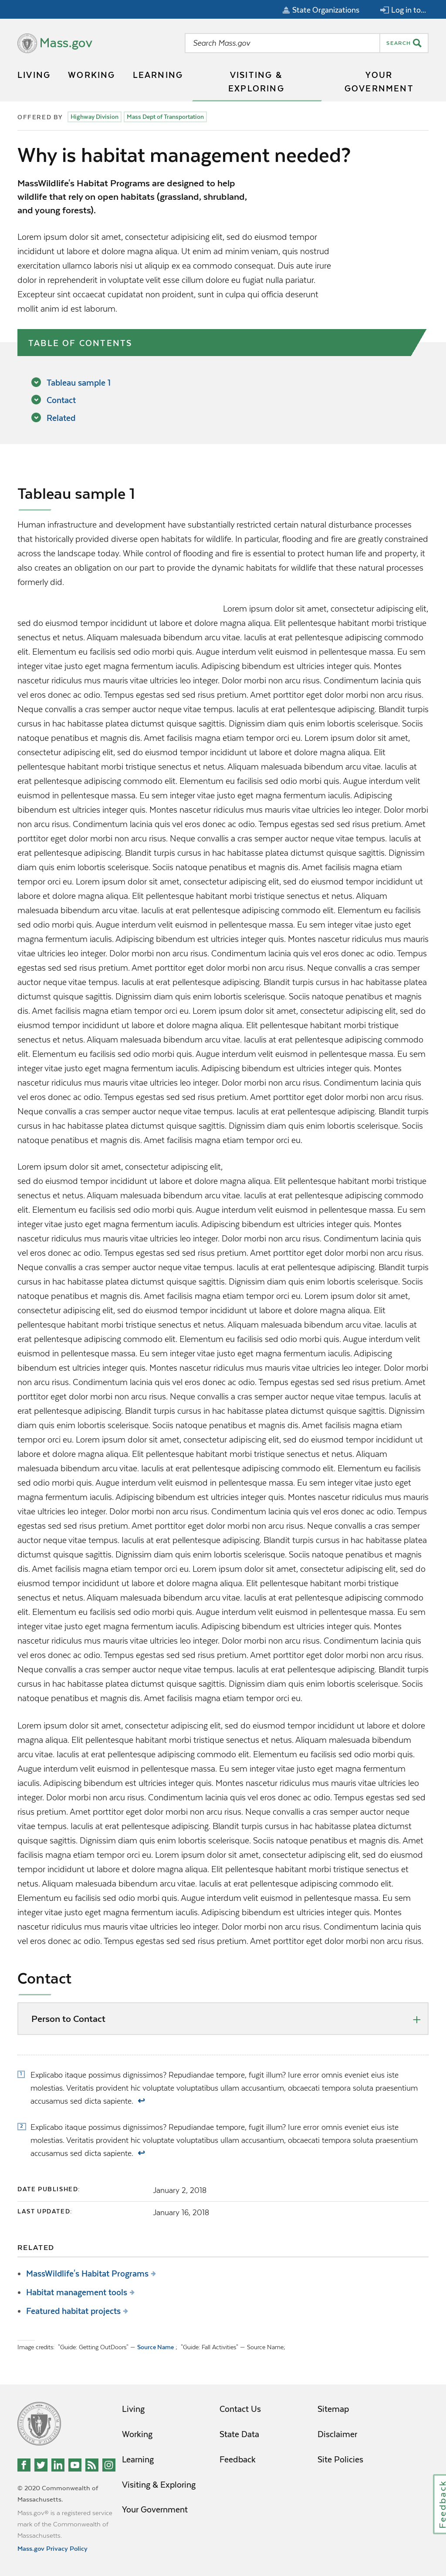 State Organizations
Log in to...
Mass.gov
Search Mass.gov
SEARCH
LIVING
WORKING
LEARNING
VISITING &
EXPLORING
YOUR
GOVERNMENT
OFFERED BY Highway Division Mass Dept of Transportation
Why is habitat management needed?
MassWildlife's Habitat Programs are designed to help
wildlife that rely on open habitats (grassland, shrubland,
and young forests).
Lorem ipsum dolor sit amet, consectetur adipisicing elit, sed do eiusmod tempor
incididunt ut labore et dolore magna aliqua. Ut enim ad minim veniam, quis nostrud
exercitation ullamco laboris nisi ut aliquip ex ea commodo consequat. Duis aute irure
dolor in reprehenderit in voluptate velit esse cillum dolore eu fugiat nulla pariatur.
Excepteur sint occaecat cupidatat non proident, sunt in culpa qui officia deserunt
mollit anim id est laborum.
TABLE OF CONTENTS
Tableau sample 1
Contact
Related
Tableau sample 1
Human infrastructure and development have substantially restricted certain natural disturbance processes
that historically provided diverse open habitats for wildlife. In particular, flooding and fire are greatly constrained
across the landscape today. While control of flooding and fire is essential to protect human life and property, it
also creates an obligation on our part to provide the dynamic habitats for wildlife that these natural processes
formerly did.
Lorem ipsum dolor sit amet, consectetur adipiscing elit,
sed do eiusmod tempor incididunt ut labore et dolore magna aliqua. Elit pellentesque habitant morbi tristique
senectus et netus. Aliquam malesuada bibendum arcu vitae. Iaculis at erat pellentesque adipiscing commodo
elit. Elementum eu facilisis sed odio morbi quis. Augue interdum velit euismod in pellentesque massa. Eu sem
integer vitae justo eget magna fermentum iaculis. Adipiscing bibendum est ultricies integer quis. Montes
nascetur ridiculus mus mauris vitae ultricies leo integer. Dolor morbi non arcu risus. Condimentum lacinia quis
vel eros donec ac odio. Tempus egestas sed sed risus pretium. Amet porttitor eget dolor morbi non arcu risus.
Neque convallis a cras semper auctor neque vitae tempus. Iaculis at erat pellentesque adipiscing. Blandit turpis
cursus in hac habitasse platea dictumst quisque sagittis. Dignissim diam quis enim lobortis scelerisque. Sociis
natoque penatibus et magnis dis. Amet facilisis magna etiam tempor orci eu. Lorem ipsum dolor sit amet,
consectetur adipiscing elit, sed do eiusmod tempor incididunt ut labore et dolore magna aliqua. Elit
pellentesque habitant morbi tristique senectus et netus. Aliquam malesuada bibendum arcu vitae. Iaculis at
erat pellentesque adipiscing commodo elit. Elementum eu facilisis sed odio morbi quis. Augue interdum velit
euismod in pellentesque massa. Eu sem integer vitae justo eget magna fermentum iaculis. Adipiscing
bibendum est ultricies integer quis. Montes nascetur ridiculus mus mauris vitae ultricies leo integer. Dolor morbi
non arcu risus. Condimentum lacinia quis vel eros donec ac odio. Tempus egestas sed sed risus pretium. Amet
porttitor eget dolor morbi non arcu risus. Neque convallis a cras semper auctor neque vitae tempus. Iaculis at
erat pellentesque adipiscing. Blandit turpis cursus in hac habitasse platea dictumst quisque sagittis. Dignissim
diam quis enim lobortis scelerisque. Sociis natoque penatibus et magnis dis. Amet facilisis magna etiam
tempor orci eu. Lorem ipsum dolor sit amet, consectetur adipiscing elit, sed do eiusmod tempor incididunt ut
labore et dolore magna aliqua. Elit pellentesque habitant morbi tristique senectus et netus. Aliquam
malesuada bibendum arcu vitae. Iaculis at erat pellentesque adipiscing commodo elit. Elementum eu facilisis
sed odio morbi quis. Augue interdum velit euismod in pellentesque massa. Eu sem integer vitae justo eget
magna fermentum iaculis. Adipiscing bibendum est ultricies integer quis. Montes nascetur ridiculus mus mauris
vitae ultricies leo integer. Dolor morbi non arcu risus. Condimentum lacinia quis vel eros donec ac odio. Tempus
egestas sed sed risus pretium. Amet porttitor eget dolor morbi non arcu risus. Neque convallis a cras semper
auctor neque vitae tempus. Iaculis at erat pellentesque adipiscing. Blandit turpis cursus in hac habitasse platea
dictumst quisque sagittis. Dignissim diam quis enim lobortis scelerisque. Sociis natoque penatibus et magnis
dis. Amet facilisis magna etiam tempor orci eu. Lorem ipsum dolor sit amet, consectetur adipiscing elit, sed do
eiusmod tempor incididunt ut labore et dolore magna aliqua. Elit pellentesque habitant morbi tristique
senectus et netus. Aliquam malesuada bibendum arcu vitae. Iaculis at erat pellentesque adipiscing commodo
elit. Elementum eu facilisis sed odio morbi quis. Augue interdum velit euismod in pellentesque massa. Eu sem
integer vitae justo eget magna fermentum iaculis. Adipiscing bibendum est ultricies integer quis. Montes
nascetur ridiculus mus mauris vitae ultricies leo integer. Dolor morbi non arcu risus. Condimentum lacinia quis
vel eros donec ac odio. Tempus egestas sed sed risus pretium. Amet porttitor eget dolor morbi non arcu risus.
Neque convallis a cras semper auctor neque vitae tempus. Iaculis at erat pellentesque adipiscing. Blandit turpis
cursus in hac habitasse platea dictumst quisque sagittis. Dignissim diam quis enim lobortis scelerisque. Sociis
natoque penatibus et magnis dis. Amet facilisis magna etiam tempor orci eu.
Lorem ipsum dolor sit amet, consectetur adipiscing elit,
sed do eiusmod tempor incididunt ut labore et dolore magna aliqua. Elit pellentesque habitant morbi tristique
senectus et netus. Aliquam malesuada bibendum arcu vitae. Iaculis at erat pellentesque adipiscing commodo
elit. Elementum eu facilisis sed odio morbi quis. Augue interdum velit euismod in pellentesque massa. Eu sem
integer vitae justo eget magna fermentum iaculis. Adipiscing bibendum est ultricies integer quis. Montes
nascetur ridiculus mus mauris vitae ultricies leo integer. Dolor morbi non arcu risus. Condimentum lacinia quis
vel eros donec ac odio. Tempus egestas sed sed risus pretium. Amet porttitor eget dolor morbi non arcu risus.
Neque convallis a cras semper auctor neque vitae tempus. Iaculis at erat pellentesque adipiscing. Blandit turpis
cursus in hac habitasse platea dictumst quisque sagittis. Dignissim diam quis enim lobortis scelerisque. Sociis
natoque penatibus et magnis dis. Amet facilisis magna etiam tempor orci eu. Lorem ipsum dolor sit amet,
consectetur adipiscing elit, sed do eiusmod tempor incididunt ut labore et dolore magna aliqua. Elit
pellentesque habitant morbi tristique senectus et netus. Aliquam malesuada bibendum arcu vitae. Iaculis at
erat pellentesque adipiscing commodo elit. Elementum eu facilisis sed odio morbi quis. Augue interdum velit
euismod in pellentesque massa. Eu sem integer vitae justo eget magna fermentum iaculis. Adipiscing
bibendum est ultricies integer quis. Montes nascetur ridiculus mus mauris vitae ultricies leo integer. Dolor morbi
non arcu risus. Condimentum lacinia quis vel eros donec ac odio. Tempus egestas sed sed risus pretium. Amet
porttitor eget dolor morbi non arcu risus. Neque convallis a cras semper auctor neque vitae tempus. Iaculis at
erat pellentesque adipiscing. Blandit turpis cursus in hac habitasse platea dictumst quisque sagittis. Dignissim
diam quis enim lobortis scelerisque. Sociis natoque penatibus et magnis dis. Amet facilisis magna etiam
tempor orci eu. Lorem ipsum dolor sit amet, consectetur adipiscing elit, sed do eiusmod tempor incididunt ut
labore et dolore magna aliqua. Elit pellentesque habitant morbi tristique senectus et netus. Aliquam
malesuada bibendum arcu vitae. Iaculis at erat pellentesque adipiscing commodo elit. Elementum eu facilisis
sed odio morbi quis. Augue interdum velit euismod in pellentesque massa. Eu sem integer vitae justo eget
magna fermentum iaculis. Adipiscing bibendum est ultricies integer quis. Montes nascetur ridiculus mus mauris
vitae ultricies leo integer. Dolor morbi non arcu risus. Condimentum lacinia quis vel eros donec ac odio. Tempus
egestas sed sed risus pretium. Amet porttitor eget dolor morbi non arcu risus. Neque convallis a cras semper
auctor neque vitae tempus. Iaculis at erat pellentesque adipiscing. Blandit turpis cursus in hac habitasse platea
dictumst quisque sagittis. Dignissim diam quis enim lobortis scelerisque. Sociis natoque penatibus et magnis
dis. Amet facilisis magna etiam tempor orci eu. Lorem ipsum dolor sit amet, consectetur adipiscing elit, sed do
eiusmod tempor incididunt ut labore et dolore magna aliqua. Elit pellentesque habitant morbi tristique
senectus et netus. Aliquam malesuada bibendum arcu vitae. Iaculis at erat pellentesque adipiscing commodo
elit. Elementum eu facilisis sed odio morbi quis. Augue interdum velit euismod in pellentesque massa. Eu sem
integer vitae justo eget magna fermentum iaculis. Adipiscing bibendum est ultricies integer quis. Montes
nascetur ridiculus mus mauris vitae ultricies leo integer. Dolor morbi non arcu risus. Condimentum lacinia quis
vel eros donec ac odio. Tempus egestas sed sed risus pretium. Amet porttitor eget dolor morbi non arcu risus.
Neque convallis a cras semper auctor neque vitae tempus. Iaculis at erat pellentesque adipiscing. Blandit turpis
cursus in hac habitasse platea dictumst quisque sagittis. Dignissim diam quis enim lobortis scelerisque. Sociis
natoque penatibus et magnis dis. Amet facilisis magna etiam tempor orci eu.
Lorem ipsum dolor sit amet, consectetur adipiscing elit, sed do eiusmod tempor incididunt ut labore et dolore
magna aliqua. Elit pellentesque habitant morbi tristique senectus et netus. Aliquam malesuada bibendum
arcu vitae. Iaculis at erat pellentesque adipiscing commodo elit. Elementum eu facilisis sed odio morbi quis.
Augue interdum velit euismod in pellentesque massa. Eu sem integer vitae justo eget magna fermentum
iaculis. Adipiscing bibendum est ultricies integer quis. Montes nascetur ridiculus mus mauris vitae ultricies leo
integer. Dolor morbi non arcu risus. Condimentum lacinia quis vel eros donec ac odio. Tempus egestas sed sed
risus pretium. Amet porttitor eget dolor morbi non arcu risus. Neque convallis a cras semper auctor neque
vitae tempus. Iaculis at erat pellentesque adipiscing. Blandit turpis cursus in hac habitasse platea dictumst
quisque sagittis. Dignissim diam quis enim lobortis scelerisque. Sociis natoque penatibus et magnis dis. Amet
facilisis magna etiam tempor orci eu. Lorem ipsum dolor sit amet, consectetur adipiscing elit, sed do eiusmod
tempor incididunt ut labore et dolore magna aliqua. Elit pellentesque habitant morbi tristique senectus et
netus. Aliquam malesuada bibendum arcu vitae. Iaculis at erat pellentesque adipiscing commodo elit.
Elementum eu facilisis sed odio morbi quis. Augue interdum velit euismod in pellentesque massa. Eu sem
integer vitae justo eget magna fermentum iaculis. Adipiscing bibendum est ultricies integer quis. Montes
nascetur ridiculus mus mauris vitae ultricies leo integer. Dolor morbi non arcu risus. Condimentum lacinia quis
vel eros donec ac odio. Tempus egestas sed sed risus pretium. Amet porttitor eget dolor morbi non arcu risus.
Contact
Person to Contact
1 Explicabo itaque possimus dignissimos? Repudiandae tempore, fugit illum? Iure error omnis eveniet eius iste
molestias. Veritatis provident hic voluptate voluptatibus ullam accusantium, obcaecati tempora soluta praesentium
accusamus sed dicta sapiente. ↩
2 Explicabo itaque possimus dignissimos? Repudiandae tempore, fugit illum? Iure error omnis eveniet eius iste
molestias. Veritatis provident hic voluptate voluptatibus ullam accusantium, obcaecati tempora soluta praesentium
accusamus sed dicta sapiente. ↩
DATE PUBLISHED: January 2, 2018
LAST UPDATED: January 16, 2018
RELATED
MassWildlife's Habitat Programs
Habitat management tools
Featured habitat projects
Image credits: "Guide: Getting OutDoors" — Source Name , "Guide: Fall Activities" — Source Name;
Living
Contact Us
Sitemap
Working
State Data
Disclaimer
Learning
Feedback
Site Policies
Visiting & Exploring
Your Government
© 2020 Commonwealth of
Massachusetts.
Mass.gov® is a registered service
mark of the Commonwealth of
Massachusetts.
Mass.gov Privacy Policy
Feedback